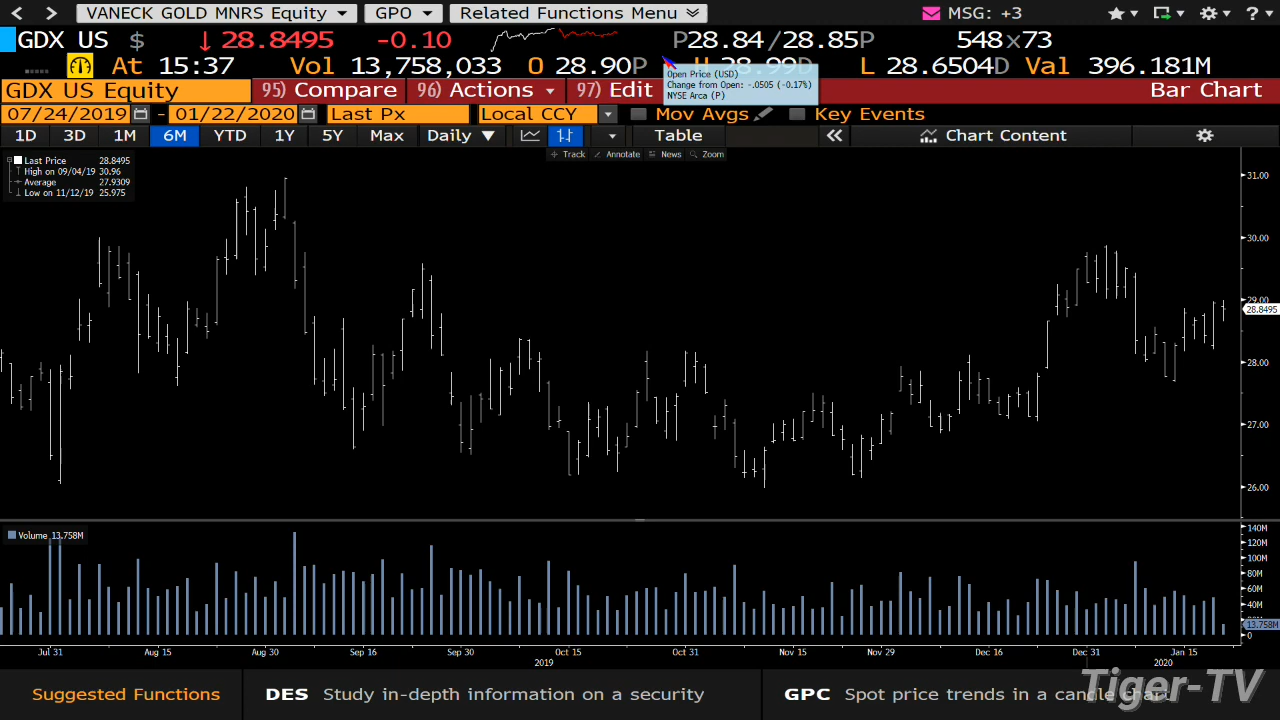 VANECK GOLD MNRS Equity GPO Related Functions Menu MSG: +3 ?
GDX US $ ↓ 28.8495 -0.10 P28.84/28.85P 548x73
At 15:37 Vol 13,758,033 O 28.90P H 28.99D L 28.6504D Val 396.181M
Open Price (USD)
Change from Open: -.0505 (-0.17%)
NYSE Arca (P)
GDX US Equity 95) Compare 96) Actions 97) Edit Bar Chart
07/24/2019 - 01/22/2020 Last Px Local CCY Mov Avgs Key Events
1D 3D 1M 6M YTD 1Y 5Y Max Daily ▼ Table « Chart Content
Track Annotate News Zoom
Last Price 28.8495
High on 09/04/19 30.96
Average 27.9309
Low on 11/12/19 25.975
31.00
30.00
29.00
28.8495
28.00
27.00
26.00
Volume 13.758M
140M
120M
100M
80M
60M
40M
13.758M
0
Jul 31 Aug 15 Aug 30 Sep 16 Sep 30 Oct 15 Oct 31 Nov 15 Nov 29 Dec 16 Dec 31 Jan 15
2019 2020
Suggested Functions DES Study in-depth information on a security GPC Spot price trends in a candle chart
Tiger-TV